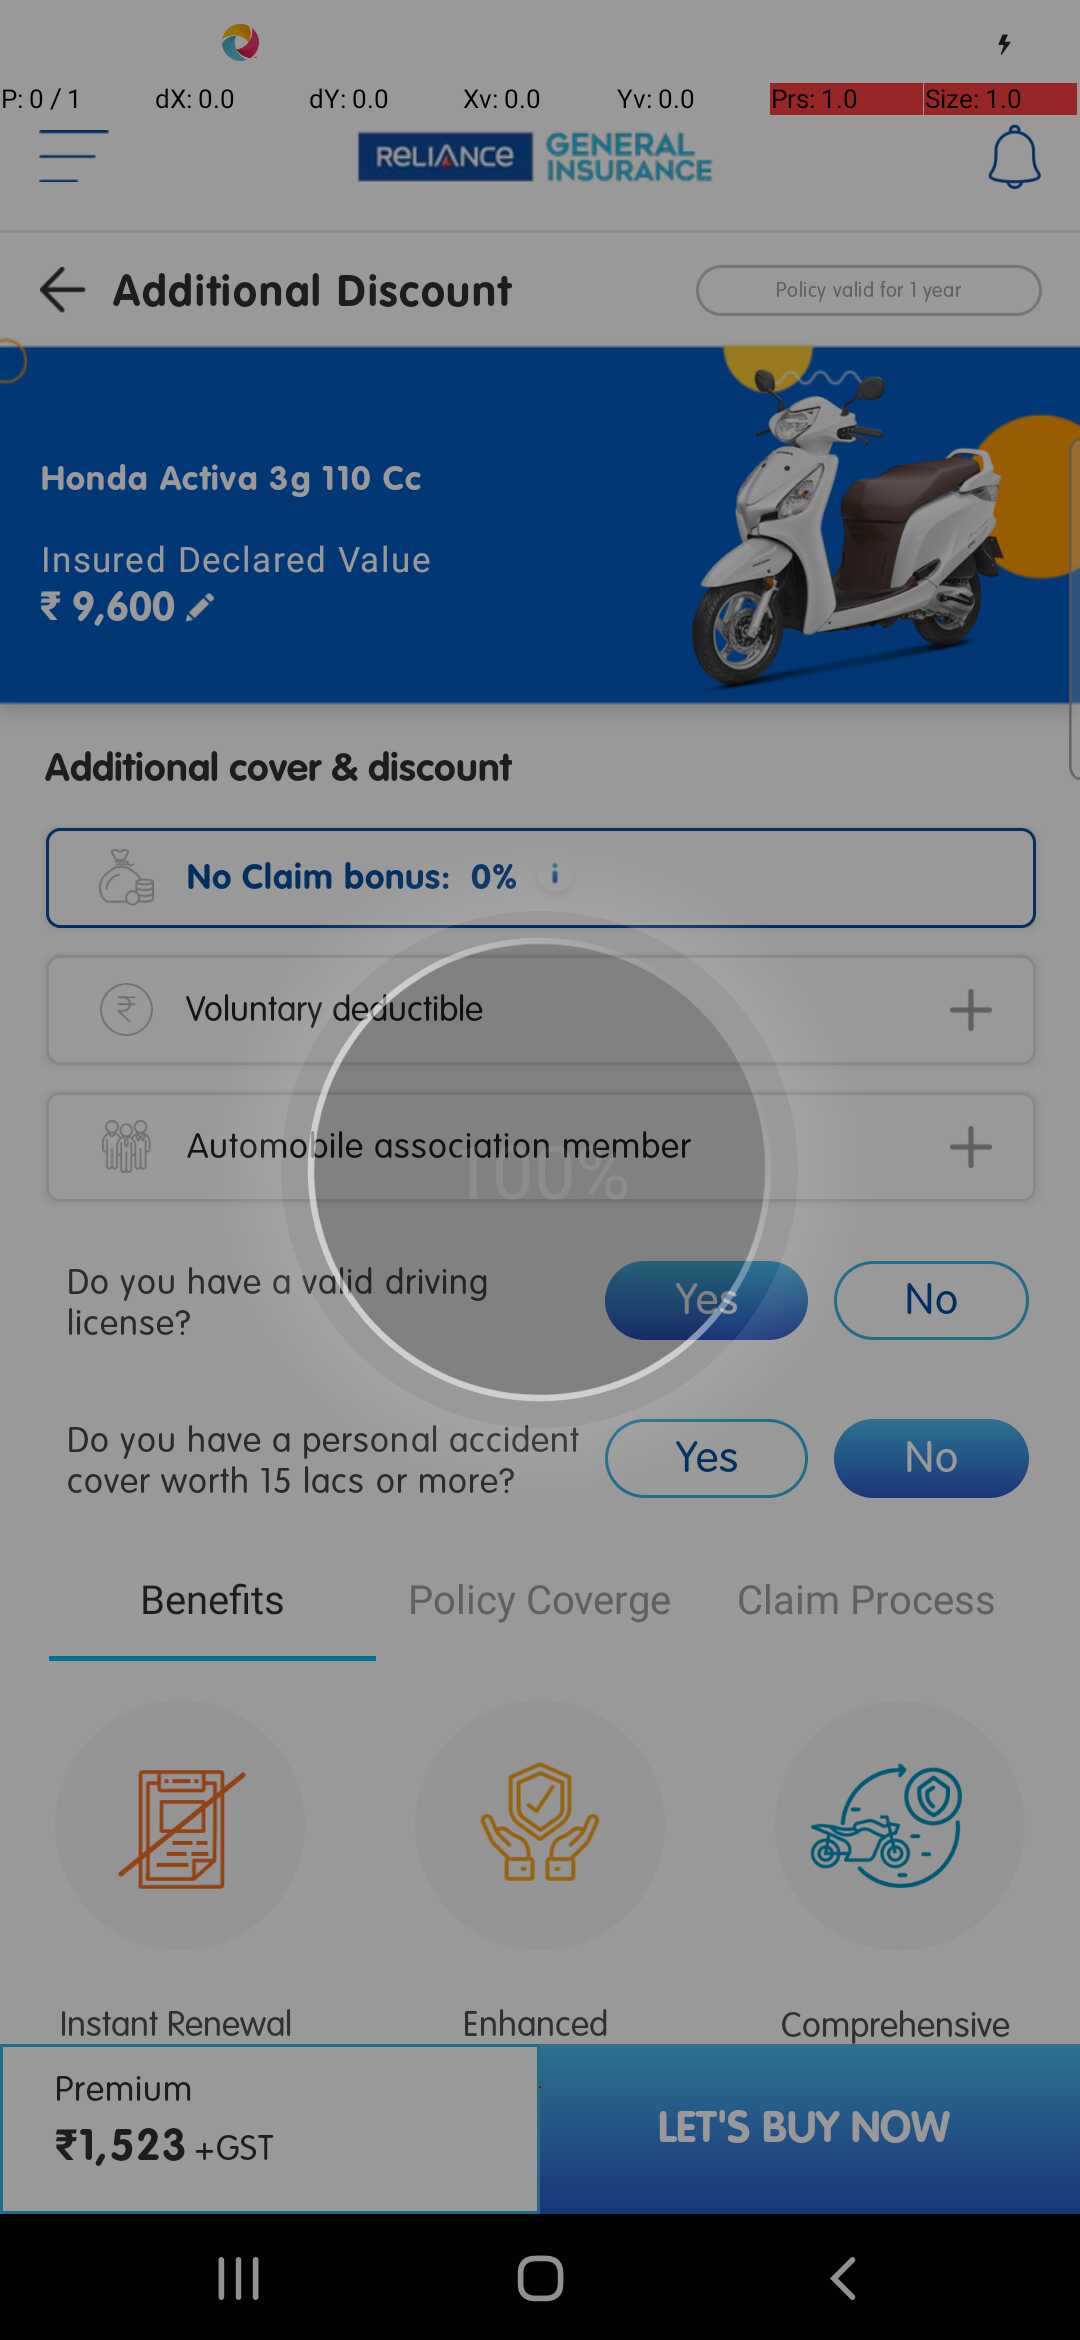 P: 0 / 1 dX: 0.0 dY: 0.0 Xv: 0.0 Yv: 0.0 Prs: 1.0 Size: 1.0
RELIANCE GENERAL
INSURANCE
Additional Discount Policy valid for 1 year
Honda Activa 3g 110 Cc
Insured Declared Value
₹ 9,600
Additional cover & discount
No Claim bonus: 0% i
Voluntary deductible
Automobile association member
100%
Do you have a valid driving
license?
Yes No
Do you have a personal accident
cover worth 15 lacs or more?
Yes No
Benefits Policy Coverge Claim Process
Instant Renewal Enhanced Comprehensive
Premium
₹1,523 +GST
LET'S BUY NOW